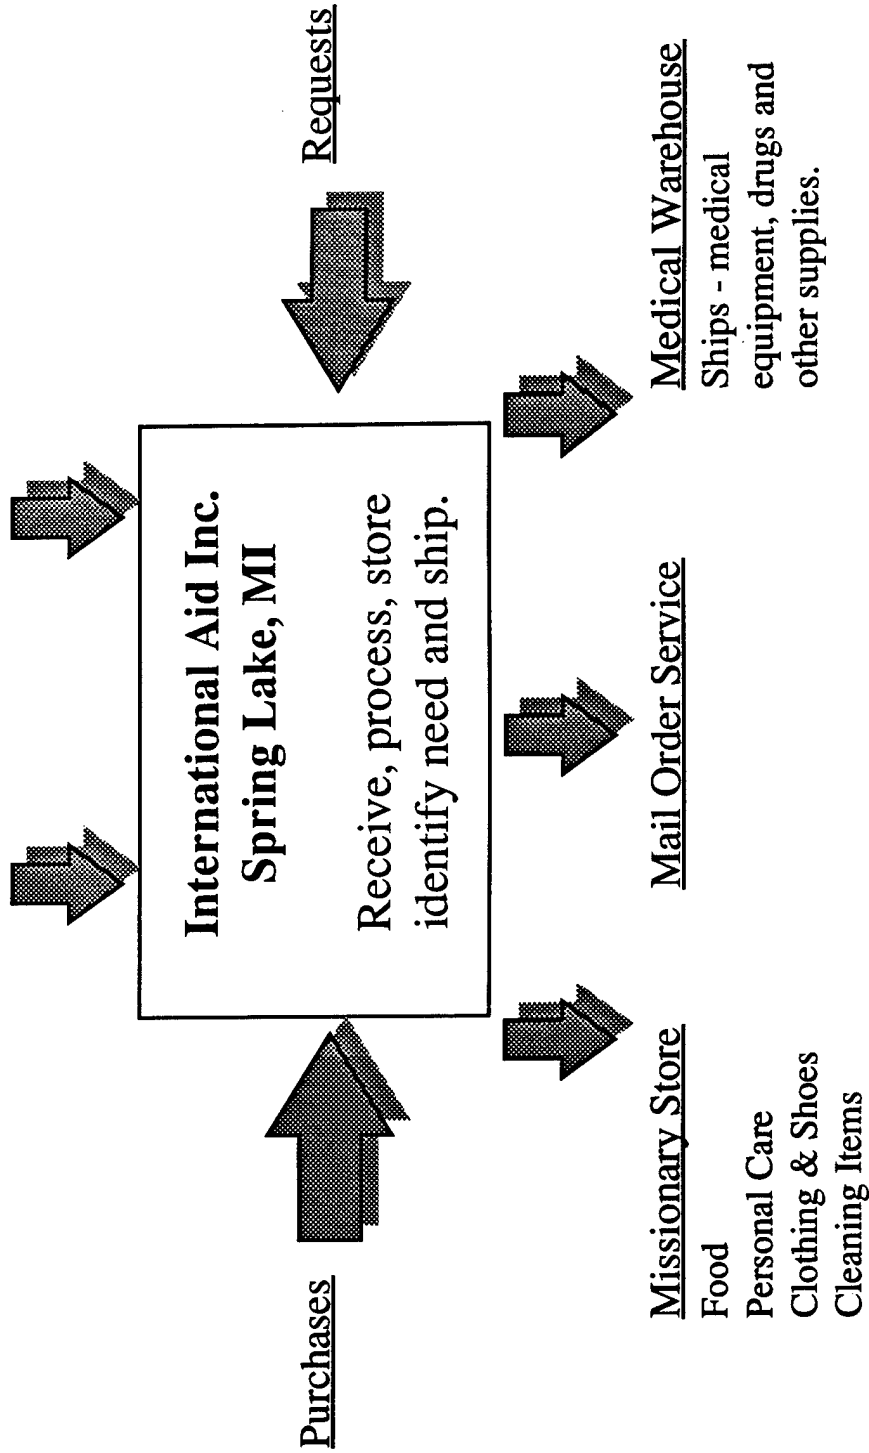 International Aid Inc.
Spring Lake, MI
Receive, process, store
identify need and ship.
Purchases
Requests
Missionary Store
Food
Personal Care
Clothing & Shoes
Cleaning Items
Mail Order Service
Medical Warehouse
Ships - medical
equipment, drugs and
other supplies.